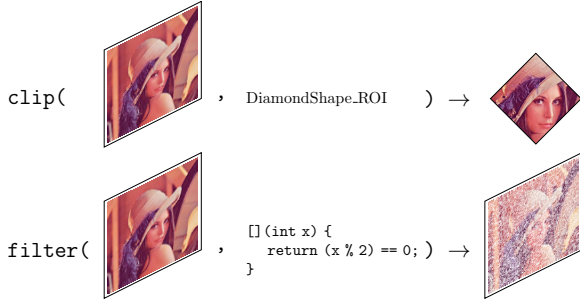 clip( , DiamondShape_ROI ) →
filter( , [](int x) { ) →
return (x % 2) == 0;
}